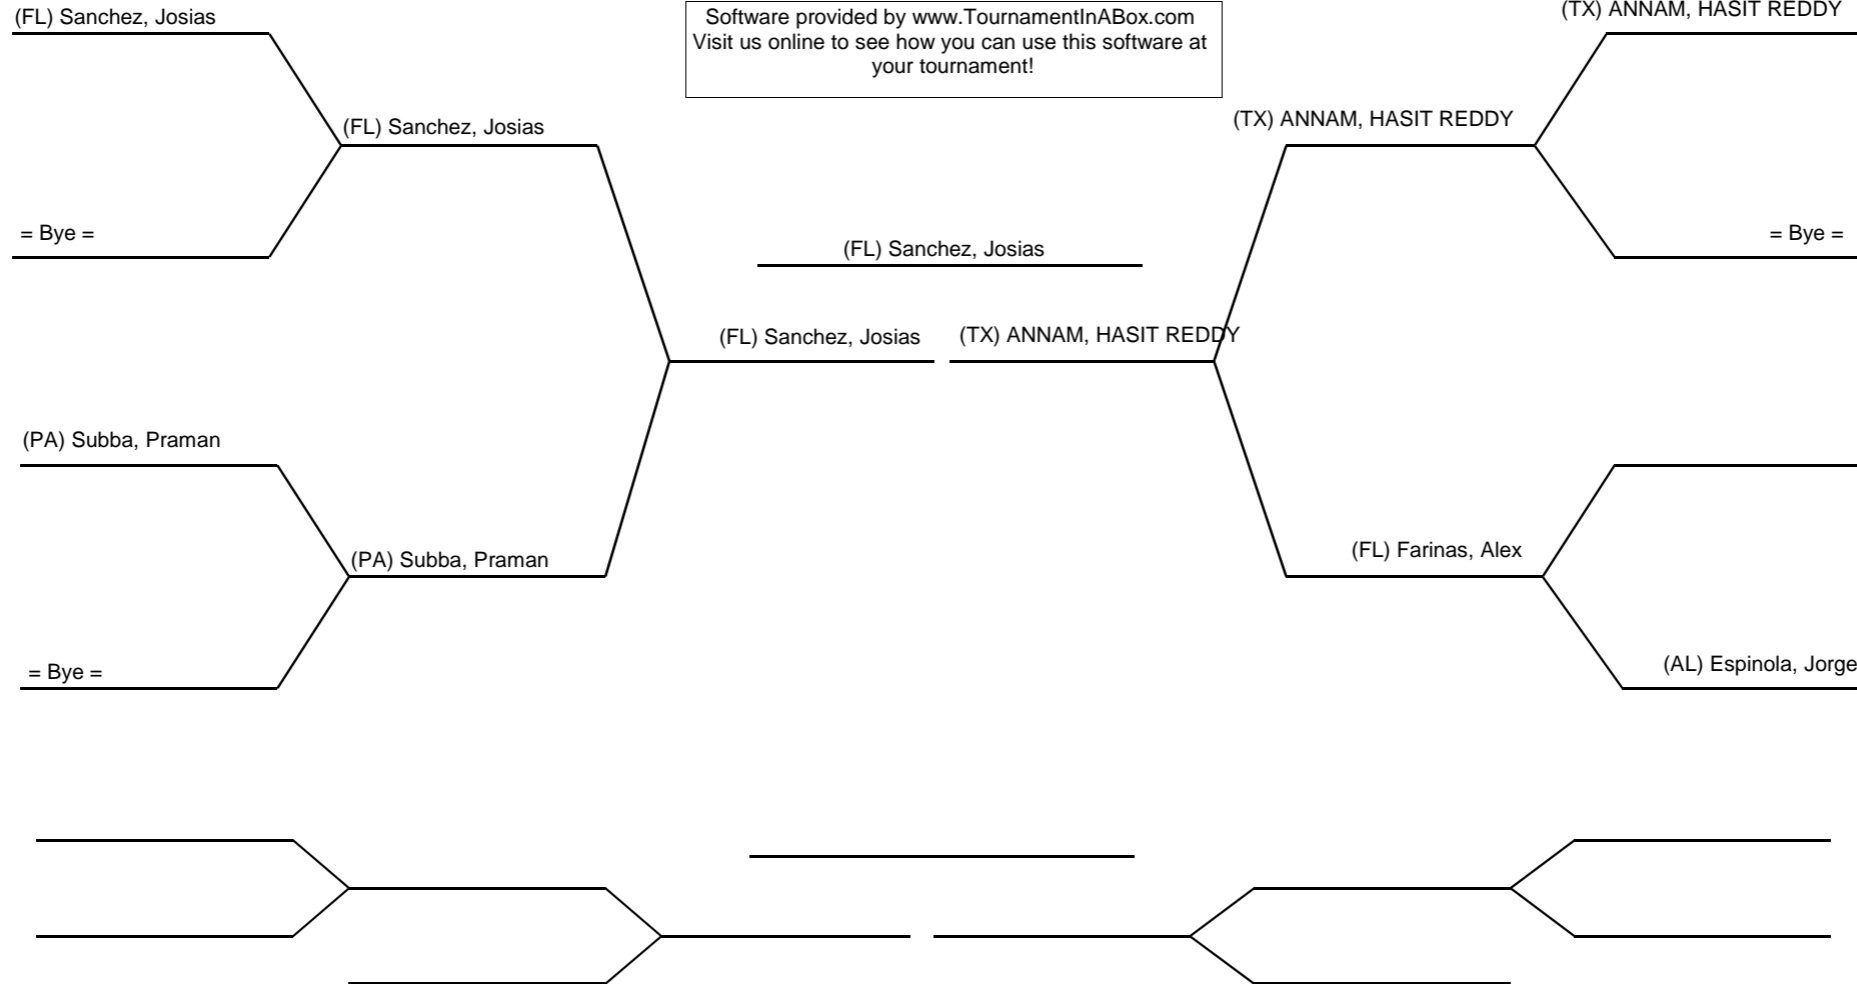 (FL) Sanchez, Josias
Software provided by www.TournamentInABox.com
Visit us online to see how you can use this software at
your tournament!
(TX) ANNAM, HASIT REDDY
(FL) Sanchez, Josias
(TX) ANNAM, HASIT REDDY
= Bye =
(FL) Sanchez, Josias
= Bye =
(FL) Sanchez, Josias
(TX) ANNAM, HASIT REDDY
(PA) Subba, Praman
(PA) Subba, Praman
(FL) Farinas, Alex
= Bye =
(AL) Espinola, Jorge